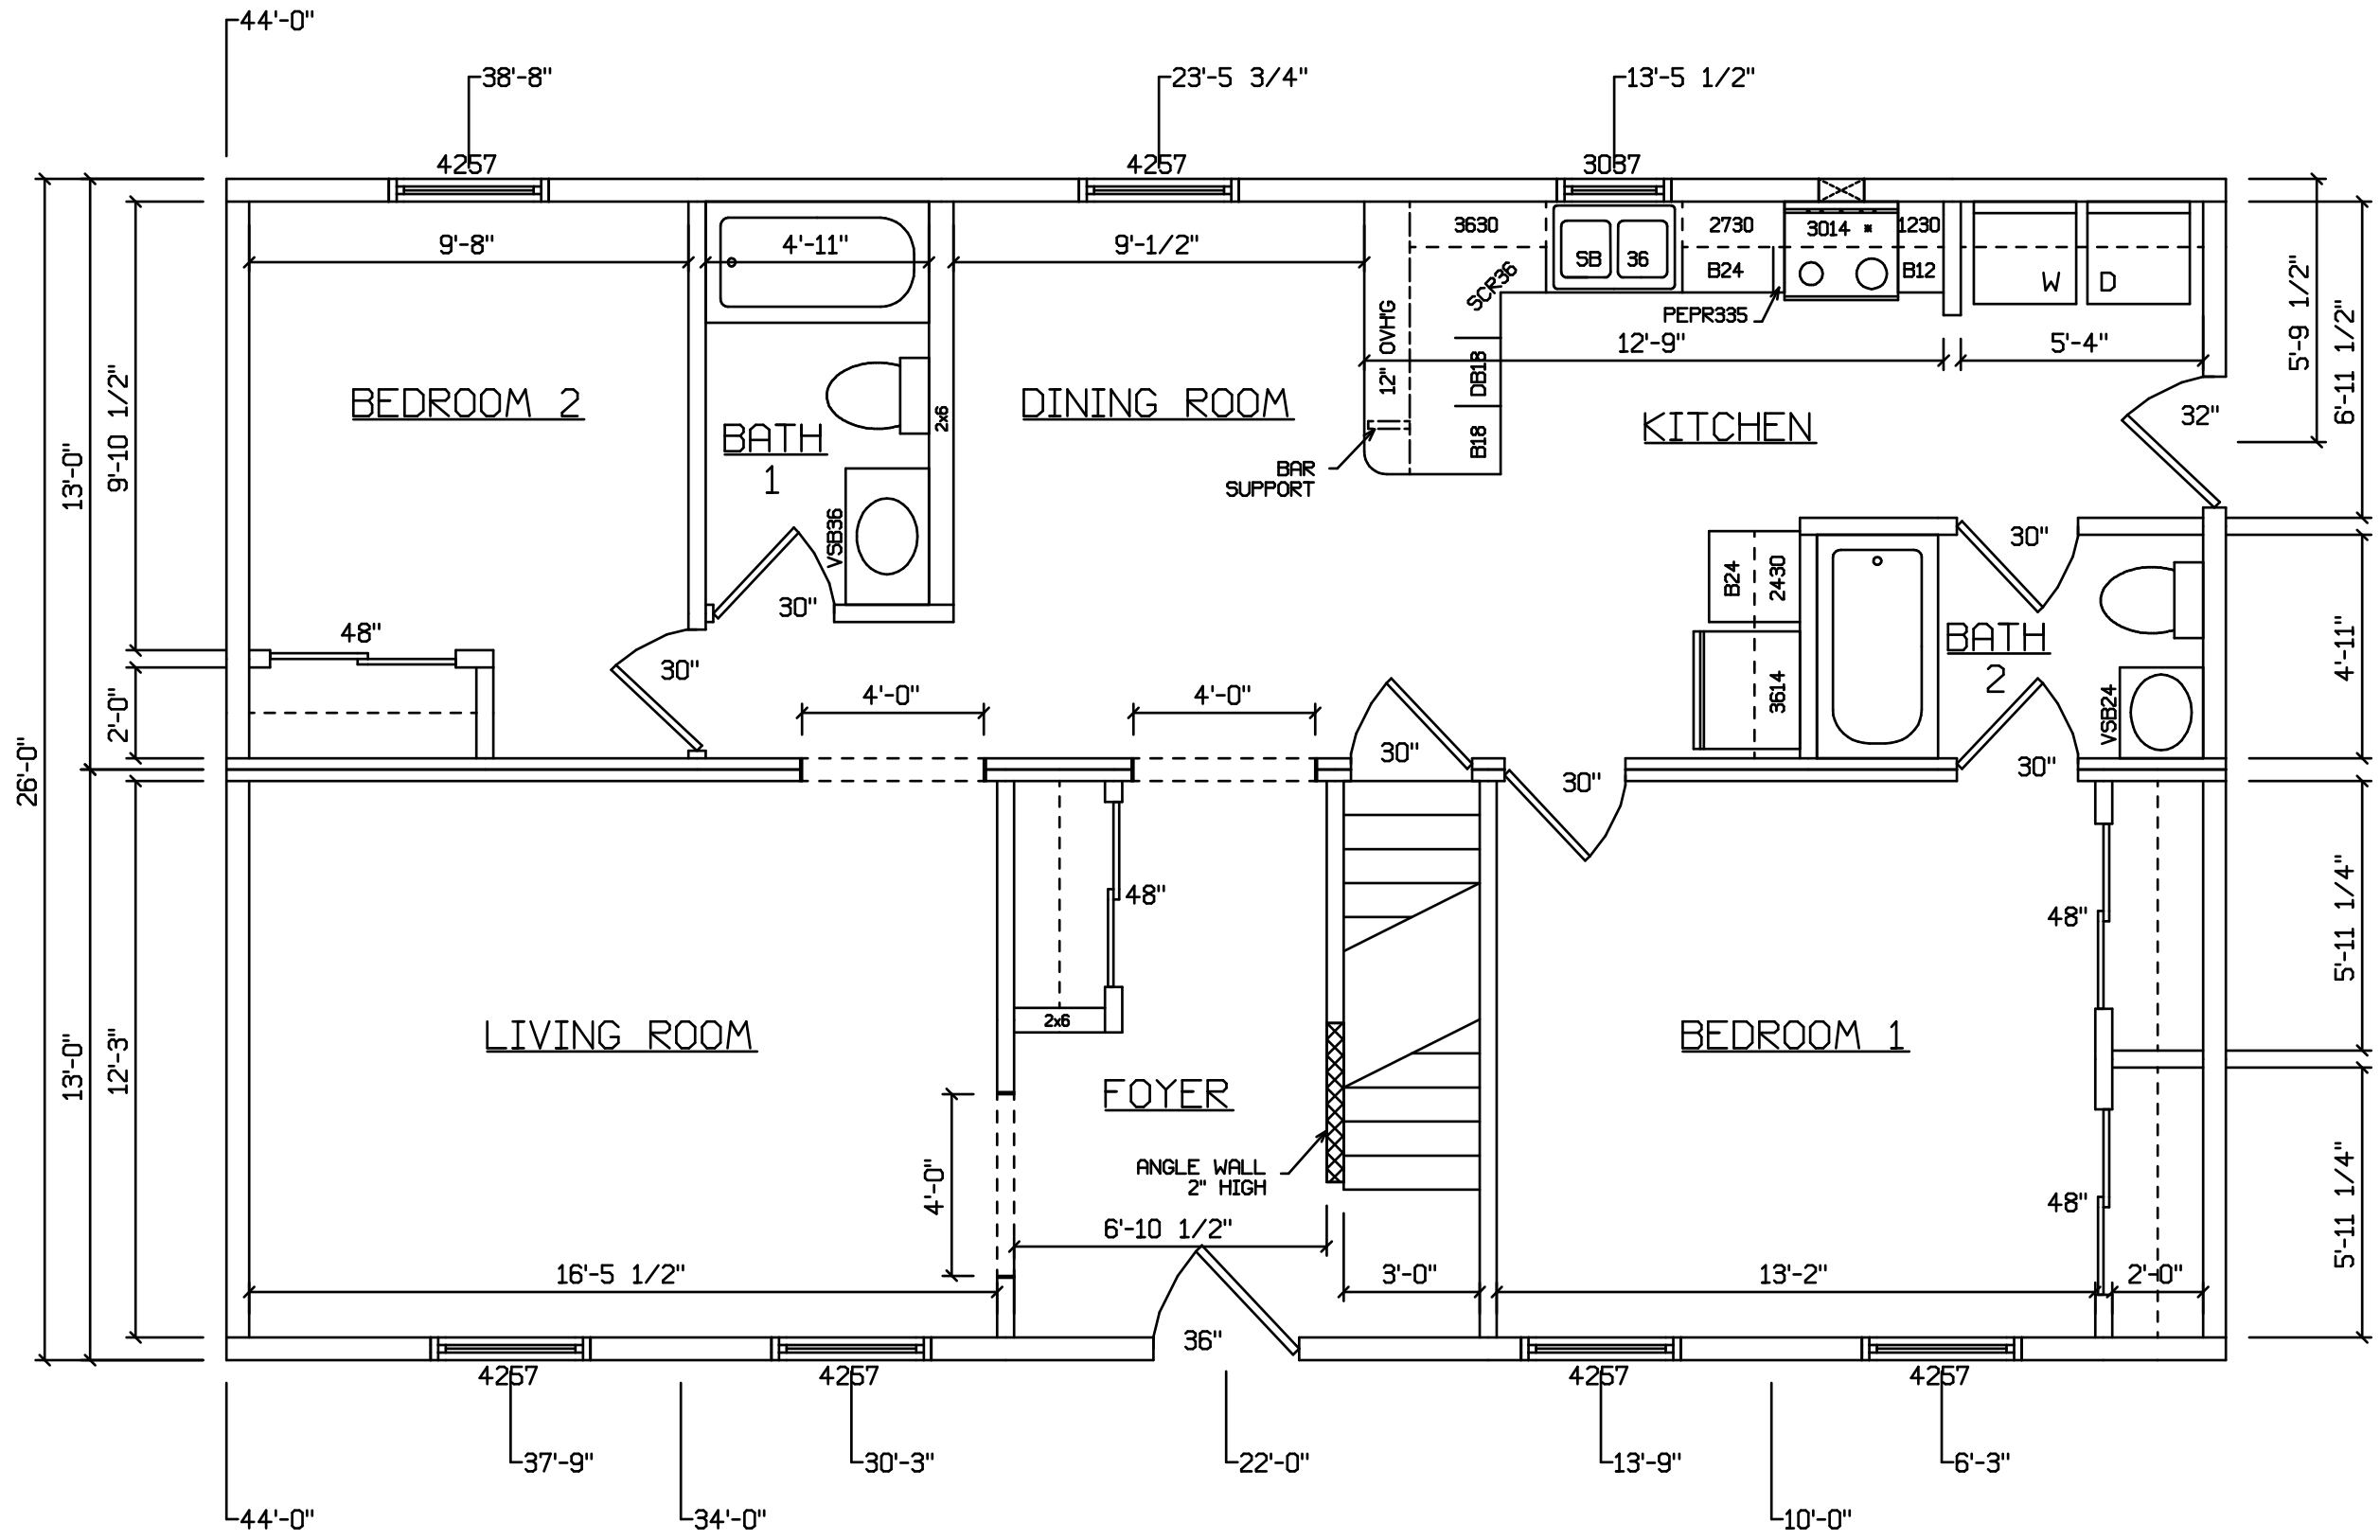 44'-0"
38'-8"
23'-5 3/4"
13'-5 1/2"
4257
4257
3087
9'-8"
4'-11"
9'-1/2"
3630
SB 36
2730
B24
3014 *
1230
B12
W D
SCR36
PEPR335
12" OVH'G
DB18
B18
12'-9"
5'-4"
5'-9 1/2"
6'-11 1/2"
32"
13'-0"
9'-10 1/2"
BEDROOM 2
BATH
1
2x6
DINING ROOM
KITCHEN
BAR
SUPPORT
VSB36
30"
30"
48"
30"
B24
2430
3614
BATH
2
VSB24
4'-11"
2'-0"
26'-0"
4'-0"
4'-0"
30"
30"
30"
48"
48"
5'-11 1/4"
13'-0"
12'-3"
LIVING ROOM
2x6
FOYER
BEDROOM 1
ANGLE WALL
2" HIGH
4'-0"
48"
5'-11 1/4"
6'-10 1/2"
16'-5 1/2"
3'-0"
13'-2"
2'-0"
36"
4257
4257
4257
4257
37'-9"
30'-3"
22'-0"
13'-9"
6'-3"
44'-0"
34'-0"
10'-0"